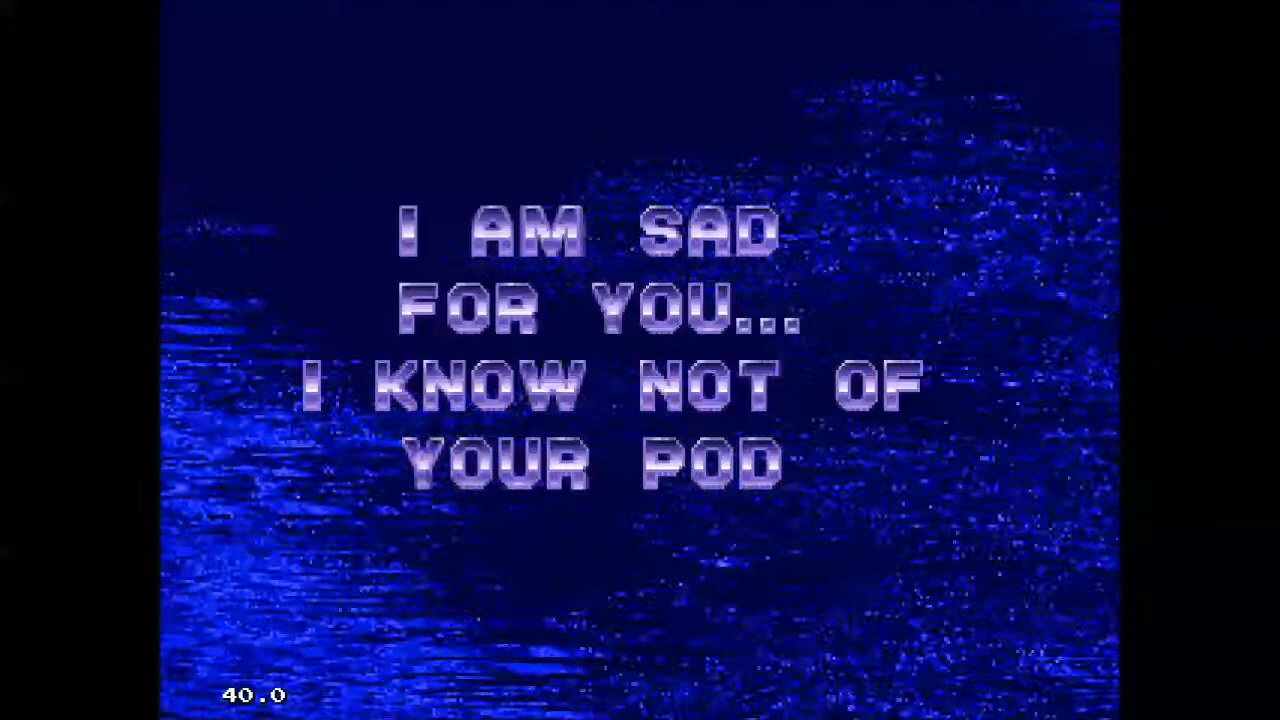 I AM SAD
FOR YOU...
I KNOW NOT OF
YOUR POD
40.0